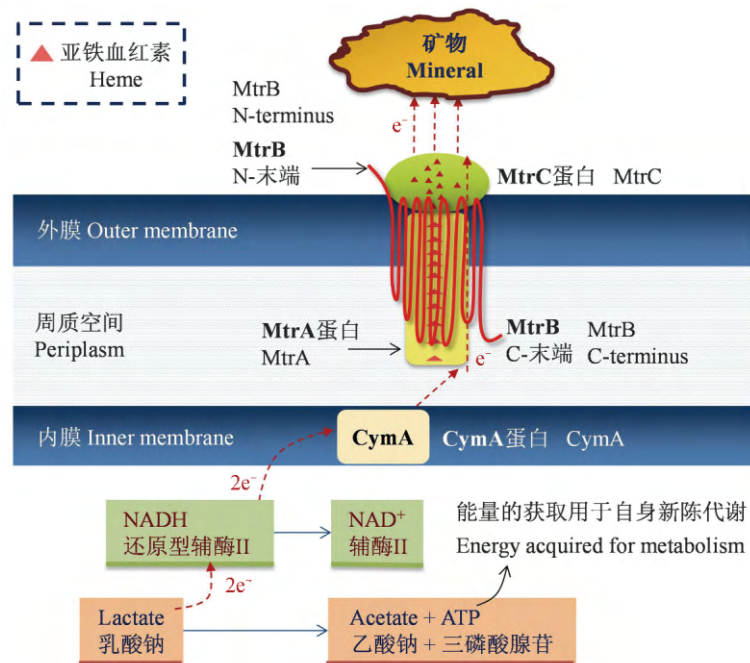 亚铁血红素
Heme
矿物
Mineral
MtrB
N-terminus
e⁻
MtrB
N-末端
MtrC蛋白 MtrC
外膜 Outer membrane
周质空间
Periplasm
MtrA蛋白
MtrA
MtrB
C-末端
MtrB
C-terminus
e⁻
内膜 Inner membrane
CymA
CymA蛋白 CymA
2e⁻
NADH
还原型辅酶II
NAD⁺
辅酶II
能量的获取用于自身新陈代谢
Energy acquired for metabolism
2e⁻
Lactate
乳酸钠
Acetate + ATP
乙酸钠 + 三磷酸腺苷